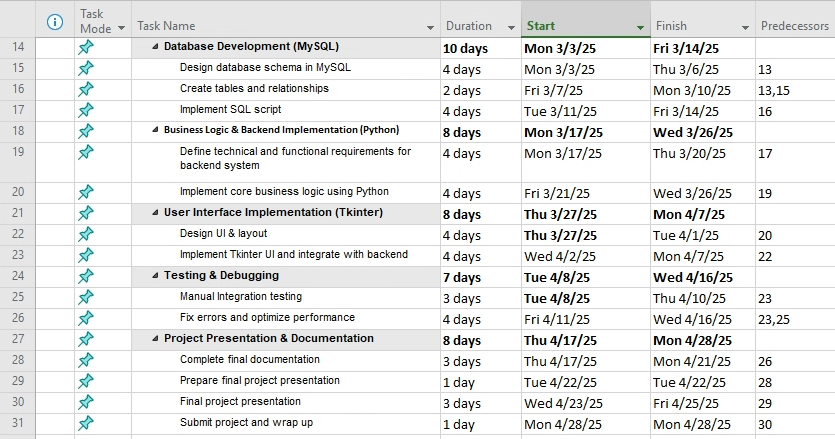 Task Mode Task Name Duration Start Finish Predecessors
14 Database Development (MySQL) 10 days Mon 3/3/25 Fri 3/14/25
15 Design database schema in MySQL 4 days Mon 3/3/25 Thu 3/6/25 13
16 Create tables and relationships 2 days Fri 3/7/25 Mon 3/10/25 13,15
17 Implement SQL script 4 days Tue 3/11/25 Fri 3/14/25 16
18 Business Logic & Backend Implementation (Python) 8 days Mon 3/17/25 Wed 3/26/25
19 Define technical and functional requirements for 4 days Mon 3/17/25 Thu 3/20/25 17
backend system
20 Implement core business logic using Python 4 days Fri 3/21/25 Wed 3/26/25 19
21 User Interface Implementation (Tkinter) 8 days Thu 3/27/25 Mon 4/7/25
22 Design UI & layout 4 days Thu 3/27/25 Tue 4/1/25 20
23 Implement Tkinter UI and integrate with backend 4 days Wed 4/2/25 Mon 4/7/25 22
24 Testing & Debugging 7 days Tue 4/8/25 Wed 4/16/25
25 Manual Integration testing 3 days Tue 4/8/25 Thu 4/10/25 23
26 Fix errors and optimize performance 4 days Fri 4/11/25 Wed 4/16/25 23,25
27 Project Presentation & Documentation 8 days Thu 4/17/25 Mon 4/28/25
28 Complete final documentation 3 days Thu 4/17/25 Mon 4/21/25 26
29 Prepare final project presentation 1 day Tue 4/22/25 Tue 4/22/25 28
30 Final project presentation 3 days Wed 4/23/25 Fri 4/25/25 29
31 Submit project and wrap up 1 day Mon 4/28/25 Mon 4/28/25 30